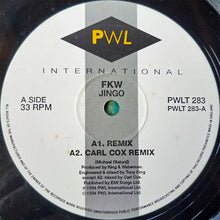 PWL
INTERNATIONAL
FKW
JINGO
A SIDE
33 RPM
PWLT 283
PWLT 283-A
A1. REMIX
A2. CARL COX REMIX
(Michael Olatunji)
Produced by King & Waterman.
Engineered & mixed by Tony King
except A2. mixed by Carl Cox.
Published by EMI Songs Ltd.
℗ 1994 PWL International Ltd.
© 1994 PWL International Ltd.